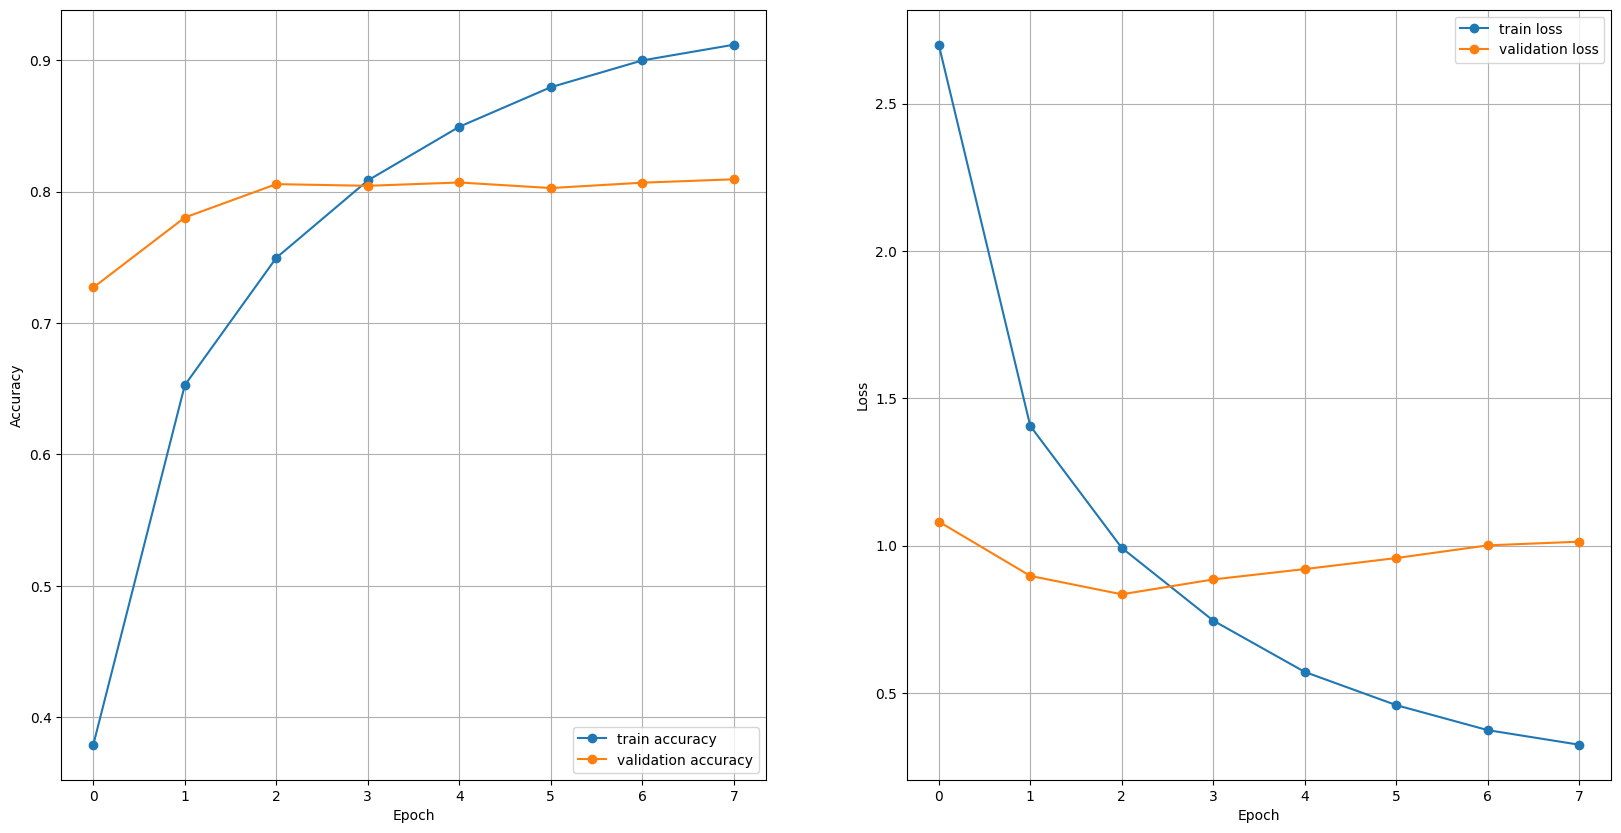 0.9
0.8
0.7
0.6
0.5
0.4
Accuracy
0 1 2 3 4 5 6 7
Epoch
train accuracy
validation accuracy
2.5
2.0
1.5
1.0
0.5
Loss
0 1 2 3 4 5 6 7
Epoch
train loss
validation loss